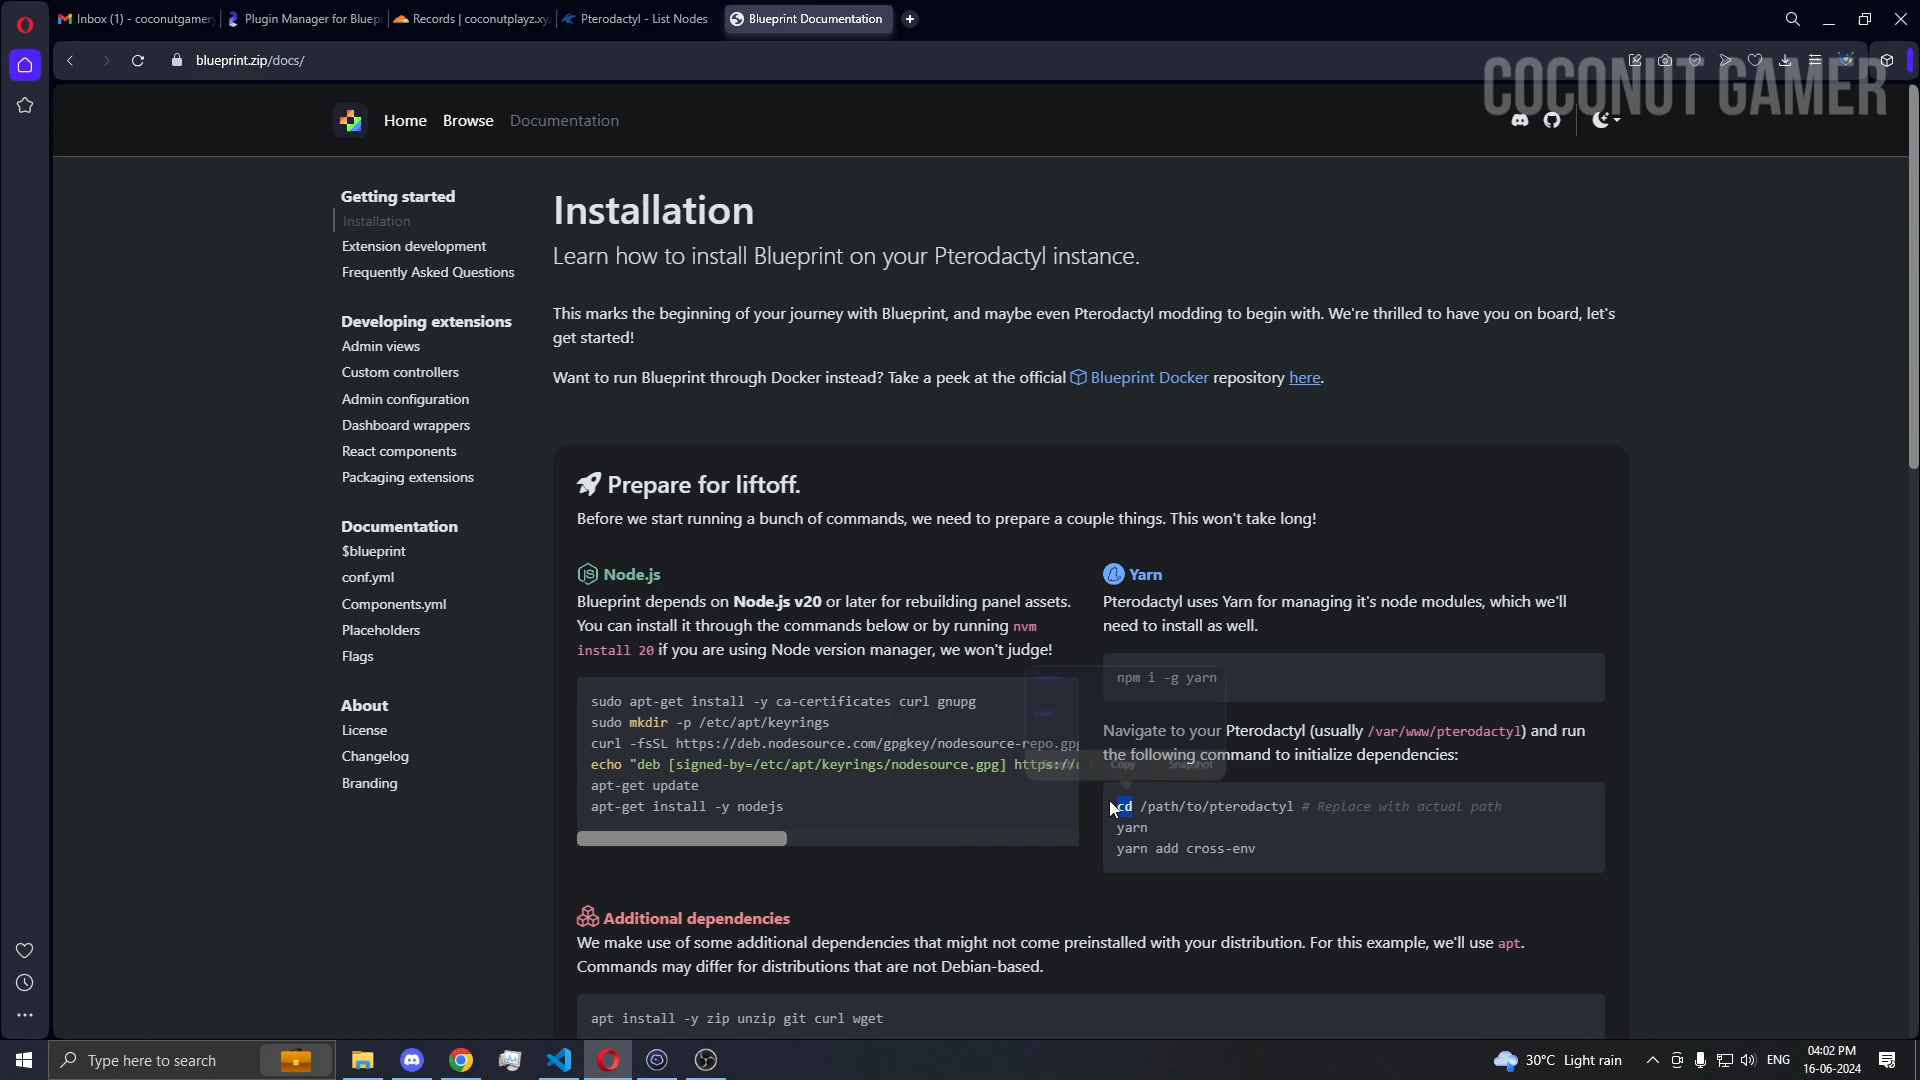 Inbox (1) - coconutgamer
Plugin Manager for Bluep
Records | coconutplayz.xy
Pterodactyl - List Nodes
Blueprint Documentation
blueprint.zip/docs/
COCONUT GAMER
Home
Browse
Documentation
Getting started
Installation
Extension development
Frequently Asked Questions
Developing extensions
Admin views
Custom controllers
Admin configuration
Dashboard wrappers
React components
Packaging extensions
Documentation
$blueprint
conf.yml
Components.yml
Placeholders
Flags
About
License
Changelog
Branding
Installation
Learn how to install Blueprint on your Pterodactyl instance.
This marks the beginning of your journey with Blueprint, and maybe even Pterodactyl modding to begin with. We're thrilled to have you on board, let's
get started!
Want to run Blueprint through Docker instead? Take a peek at the official Blueprint Docker repository here.
Prepare for liftoff.
Before we start running a bunch of commands, we need to prepare a couple things. This won't take long!
Node.js
Blueprint depends on Node.js v20 or later for rebuilding panel assets.
You can install it through the commands below or by running nvm
install 20 if you are using Node version manager, we won't judge!
sudo apt-get install -y ca-certificates curl gnupg
sudo mkdir -p /etc/apt/keyrings
curl -fsSL https://deb.nodesource.com/gpgkey/nodesource-repo.gpg
echo "deb [signed-by=/etc/apt/keyrings/nodesource.gpg] https://d
apt-get update
apt-get install -y nodejs
Yarn
Pterodactyl uses Yarn for managing it's node modules, which we'll
need to install as well.
npm i -g yarn
Navigate to your Pterodactyl (usually /var/www/pterodactyl) and run
the following command to initialize dependencies:
Copy
Snapshot
cd /path/to/pterodactyl # Replace with actual path
yarn
yarn add cross-env
Additional dependencies
We make use of some additional dependencies that might not come preinstalled with your distribution. For this example, we'll use apt.
Commands may differ for distributions that are not Debian-based.
apt install -y zip unzip git curl wget
Type here to search
30°C Light rain
ENG
04:02 PM
16-06-2024